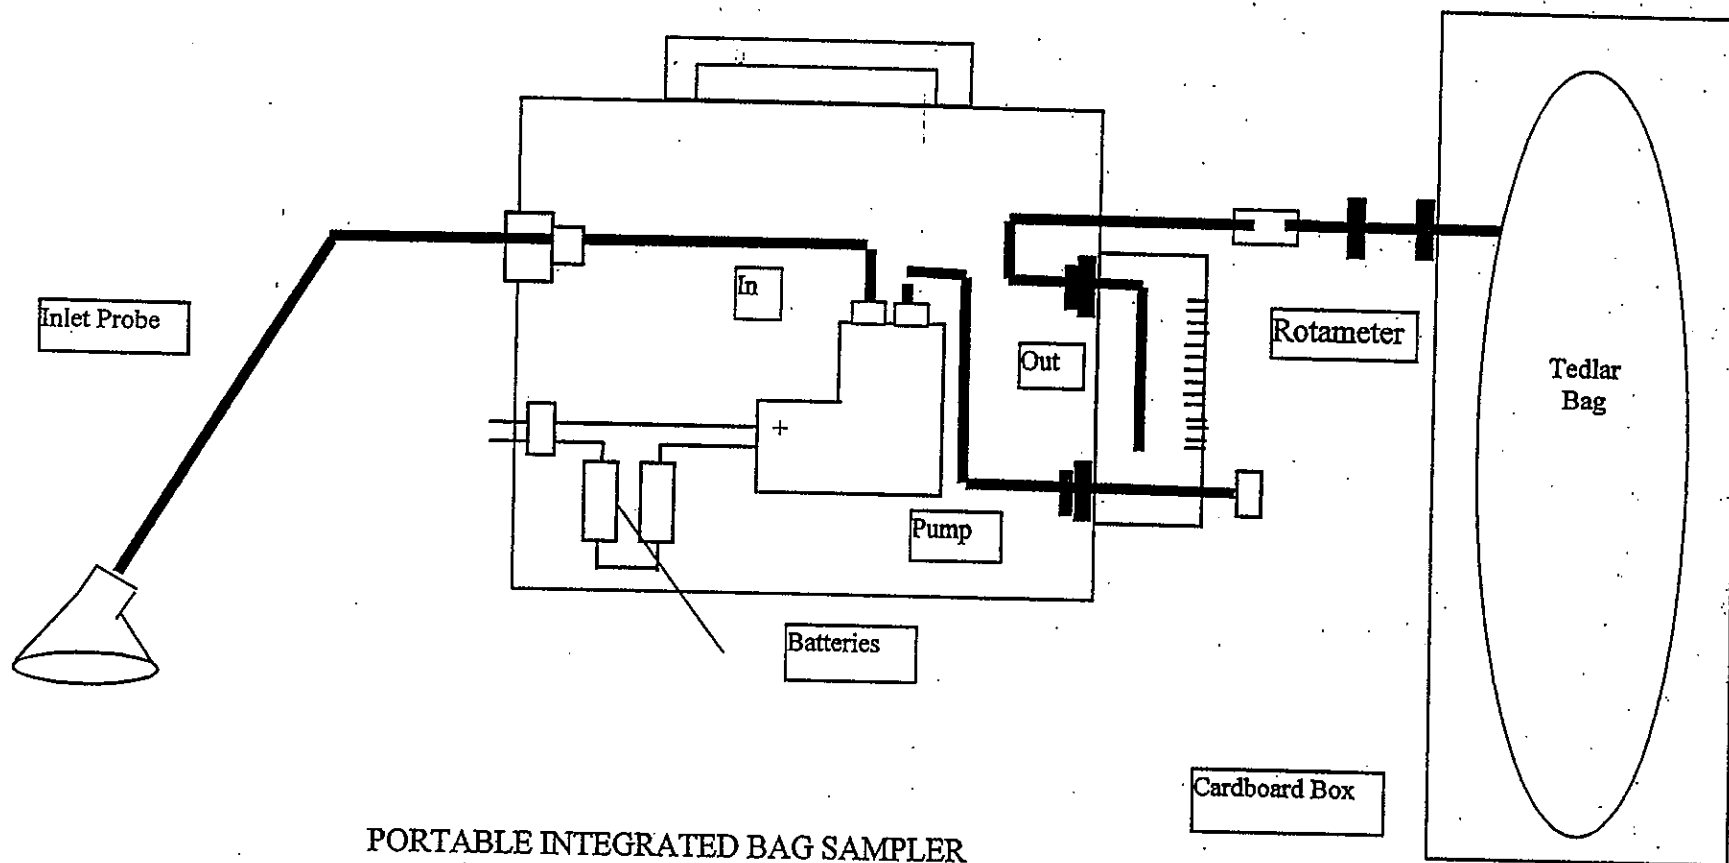 Inlet Probe
In
+
Out
Pump
Batteries
Rotameter
Tedlar
Bag
Cardboard Box
PORTABLE INTEGRATED BAG SAMPLER